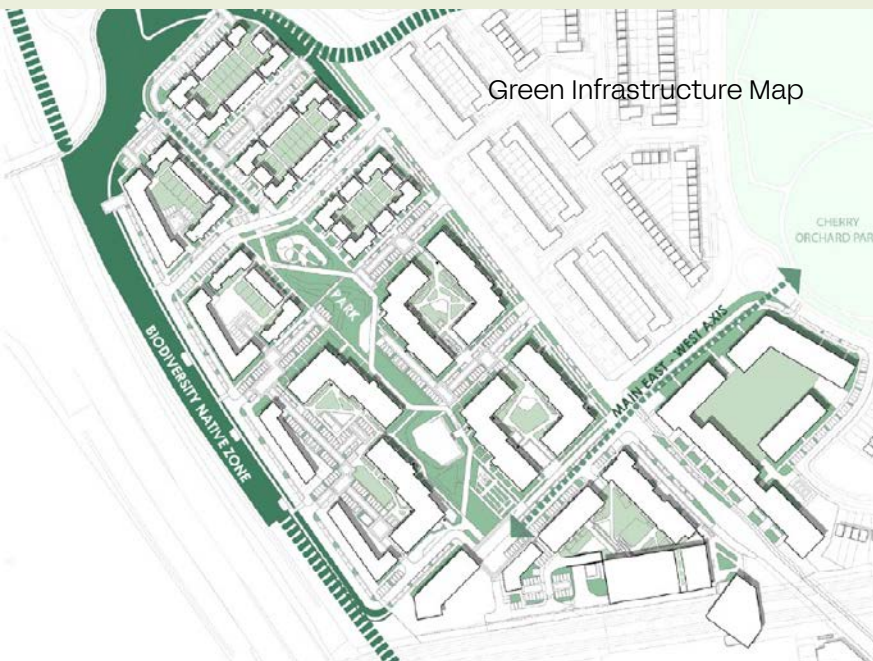 Green Infrastructure Map
CHERRY
ORCHARD PARK
PARK
MAIN EAST - WEST AXIS
BIODIVERSITY NATIVE ZONE